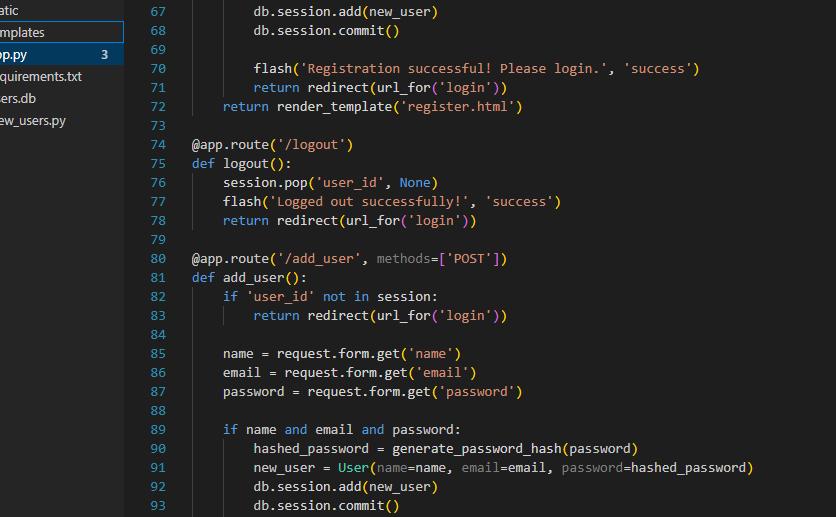 atic
mplates
pp.py 3
quirements.txt
sers.db
ew_users.py
67 db.session.add(new_user)
68 db.session.commit()
69
70 flash('Registration successful! Please login.', 'success')
71 return redirect(url_for('login'))
72 return render_template('register.html')
73
74 @app.route('/logout')
75 def logout():
76 session.pop('user_id', None)
77 flash('Logged out successfully!', 'success')
78 return redirect(url_for('login'))
79
80 @app.route('/add_user', methods=['POST'])
81 def add_user():
82 if 'user_id' not in session:
83 return redirect(url_for('login'))
84
85 name = request.form.get('name')
86 email = request.form.get('email')
87 password = request.form.get('password')
88
89 if name and email and password:
90 hashed_password = generate_password_hash(password)
91 new_user = User(name=name, email=email, password=hashed_password)
92 db.session.add(new_user)
93 db.session.commit()